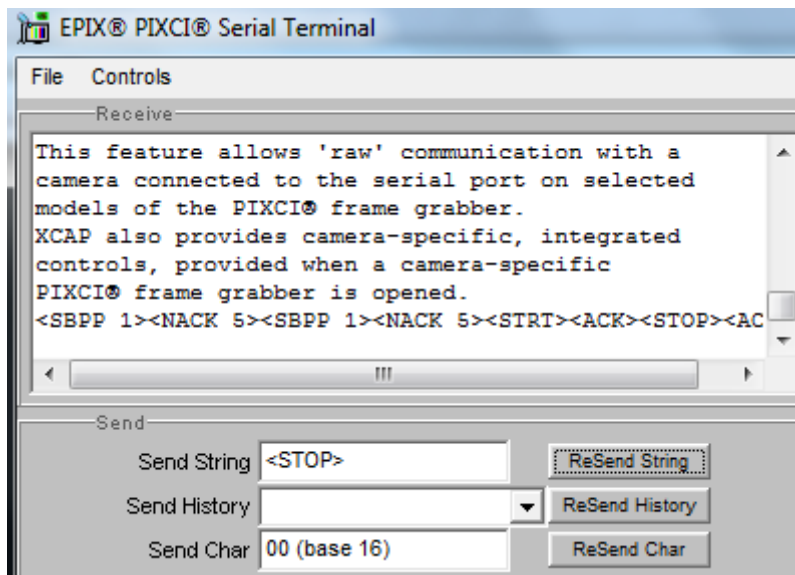 EPIX® PIXCI® Serial Terminal
File Controls
Receive
This feature allows 'raw' communication with a
camera connected to the serial port on selected
models of the PIXCI® frame grabber.
XCAP also provides camera-specific, integrated
controls, provided when a camera-specific
PIXCI® frame grabber is opened.
<SBPP 1><NACK 5><SBPP 1><NACK 5><STRT><ACK><STOP><AC
Send
Send String <STOP> ReSend String
Send History ReSend History
Send Char 00 (base 16) ReSend Char